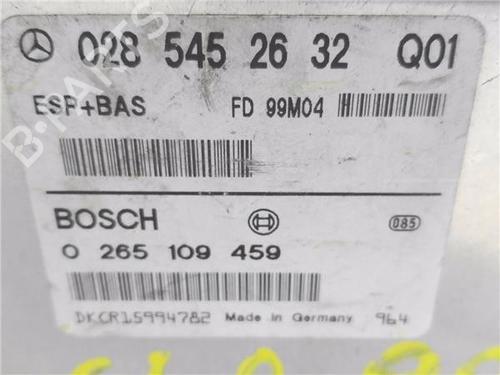 028 545 26 32 Q01
ESP+BAS FD 99M04
BOSCH 085
0 265 109 459
DKCR15994782 Made in Germany 964
B-PARTS